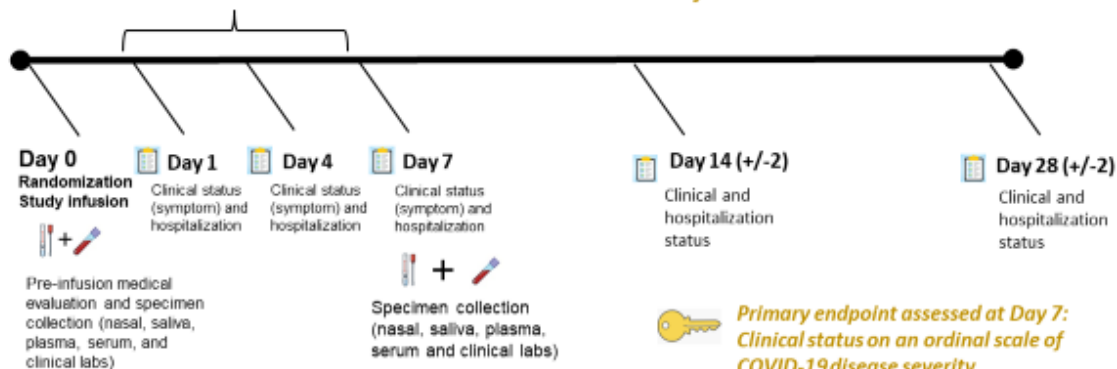 Day 0
Randomization
Study infusion
+
Pre-infusion medical
evaluation and specimen
collection (nasal, saliva,
plasma, serum, and
clinical labs)
Day 1
Clinical status
(symptom) and
hospitalization
Day 4
Clinical status
(symptom) and
hospitalization
Day 7
Clinical status
(symptom) and
hospitalization
+
Specimen collection
(nasal, saliva, plasma,
serum and clinical labs)
Day 14 (+/-2)
Clinical and
hospitalization
status
Day 28 (+/-2)
Clinical and
hospitalization
status
Primary endpoint assessed at Day 7:
Clinical status on an ordinal scale of
COVID-19 disease severity